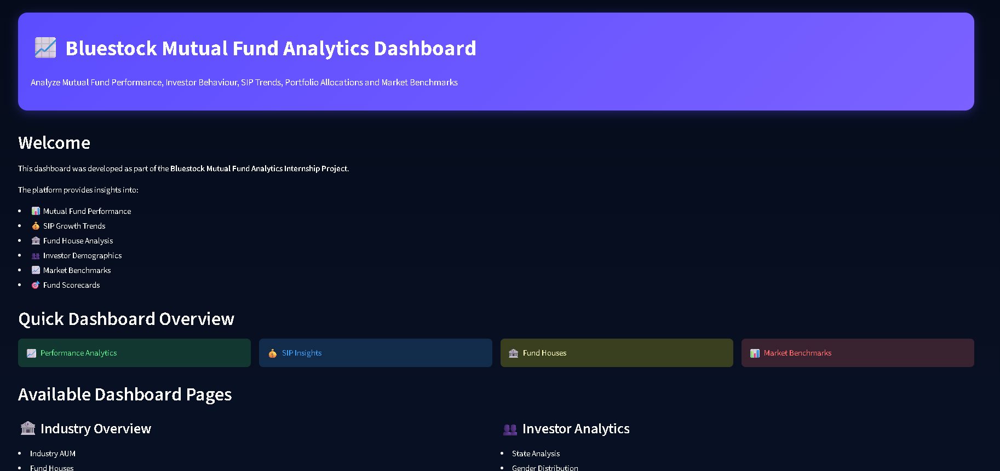 Bluestock Mutual Fund Analytics Dashboard
Analyze Mutual Fund Performance, Investor Behaviour, SIP Trends, Portfolio Allocations and Market Benchmarks
Welcome
This dashboard was developed as part of the Bluestock Mutual Fund Analytics Internship Project.
The platform provides insights into:
Mutual Fund Performance
SIP Growth Trends
Fund House Analysis
Investor Demographics
Market Benchmarks
Fund Scorecards
Quick Dashboard Overview
Performance Analytics
SIP Insights
Fund Houses
Market Benchmarks
Available Dashboard Pages
Industry Overview
Industry AUM
Fund Houses
Investor Analytics
State Analysis
Gender Distribution